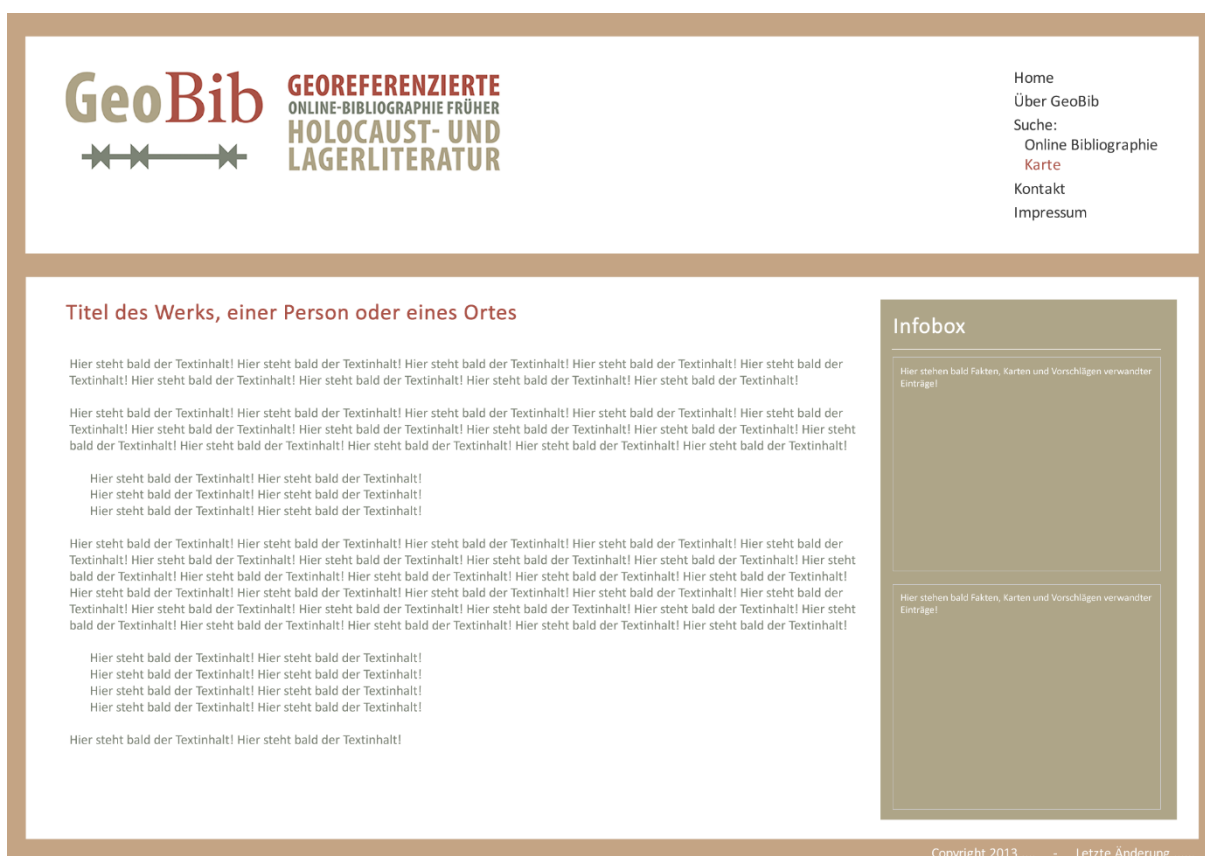 GeoBib
GEOREFERENZIERTE
ONLINE-BIBLIOGRAPHIE FRÜHER
HOLOCAUST- UND
LAGERLITERATUR
Home
Über GeoBib
Suche:
Online Bibliographie
Karte
Kontakt
Impressum
Titel des Werks, einer Person oder eines Ortes
Hier steht bald der Textinhalt! Hier steht bald der Textinhalt! Hier steht bald der Textinhalt! Hier steht bald der Textinhalt! Hier steht bald der
Textinhalt! Hier steht bald der Textinhalt! Hier steht bald der Textinhalt! Hier steht bald der Textinhalt! Hier steht bald der Textinhalt!
Hier steht bald der Textinhalt! Hier steht bald der Textinhalt! Hier steht bald der Textinhalt! Hier steht bald der Textinhalt! Hier steht bald der
Textinhalt! Hier steht bald der Textinhalt! Hier steht bald der Textinhalt! Hier steht bald der Textinhalt! Hier steht bald der Textinhalt! Hier steht
bald der Textinhalt! Hier steht bald der Textinhalt! Hier steht bald der Textinhalt! Hier steht bald der Textinhalt! Hier steht bald der Textinhalt!
Hier steht bald der Textinhalt! Hier steht bald der Textinhalt!
Hier steht bald der Textinhalt! Hier steht bald der Textinhalt!
Hier steht bald der Textinhalt! Hier steht bald der Textinhalt!
Hier steht bald der Textinhalt! Hier steht bald der Textinhalt! Hier steht bald der Textinhalt! Hier steht bald der Textinhalt! Hier steht bald der
Textinhalt! Hier steht bald der Textinhalt! Hier steht bald der Textinhalt! Hier steht bald der Textinhalt! Hier steht bald der Textinhalt! Hier steht
bald der Textinhalt! Hier steht bald der Textinhalt! Hier steht bald der Textinhalt! Hier steht bald der Textinhalt! Hier steht bald der Textinhalt!
Hier steht bald der Textinhalt! Hier steht bald der Textinhalt! Hier steht bald der Textinhalt! Hier steht bald der Textinhalt! Hier steht bald der
Textinhalt! Hier steht bald der Textinhalt! Hier steht bald der Textinhalt! Hier steht bald der Textinhalt! Hier steht bald der Textinhalt! Hier steht
bald der Textinhalt! Hier steht bald der Textinhalt! Hier steht bald der Textinhalt! Hier steht bald der Textinhalt! Hier steht bald der Textinhalt!
Hier steht bald der Textinhalt! Hier steht bald der Textinhalt!
Hier steht bald der Textinhalt! Hier steht bald der Textinhalt!
Hier steht bald der Textinhalt! Hier steht bald der Textinhalt!
Hier steht bald der Textinhalt! Hier steht bald der Textinhalt!
Hier steht bald der Textinhalt! Hier steht bald der Textinhalt!
Infobox
Hier stehen bald Fakten, Karten und Vorschlägen verwandter
Einträge!
Hier stehen bald Fakten, Karten und Vorschlägen verwandter
Einträge!
Copyright 2013 - Letzte Änderung